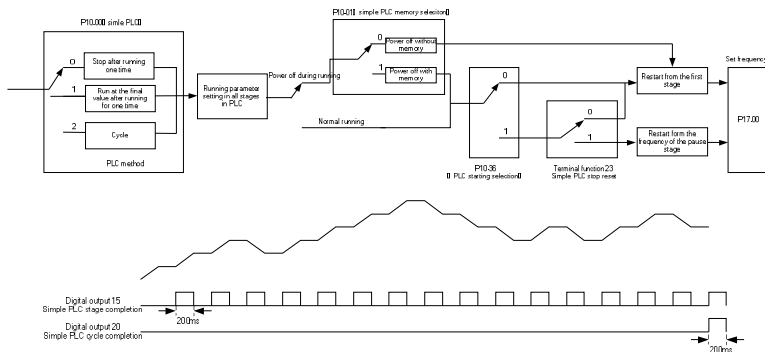 P10.00( simle PLC)
0
Stop after running
one time
1
Run at the final
value after running
for one time
2
Cycle
PLC method
Running parameter
setting in all stages
in PLC
Power off during running
Normal running
P10-01( simple PLC memory seleciton)
0
Power off without
memory
1
Power off with
memory
0
1
P10-36
( PLC starting selection)
0
1
Terminal function 23
Simple PLC stop reset
Restart from the first
stage
Restart form the
frequency of the pause
stage
Set frequency
P17.00
Digital output 15
Simple PLC stage completion
200ms
Digital output 20
Simple PLC cycle completion
200ms